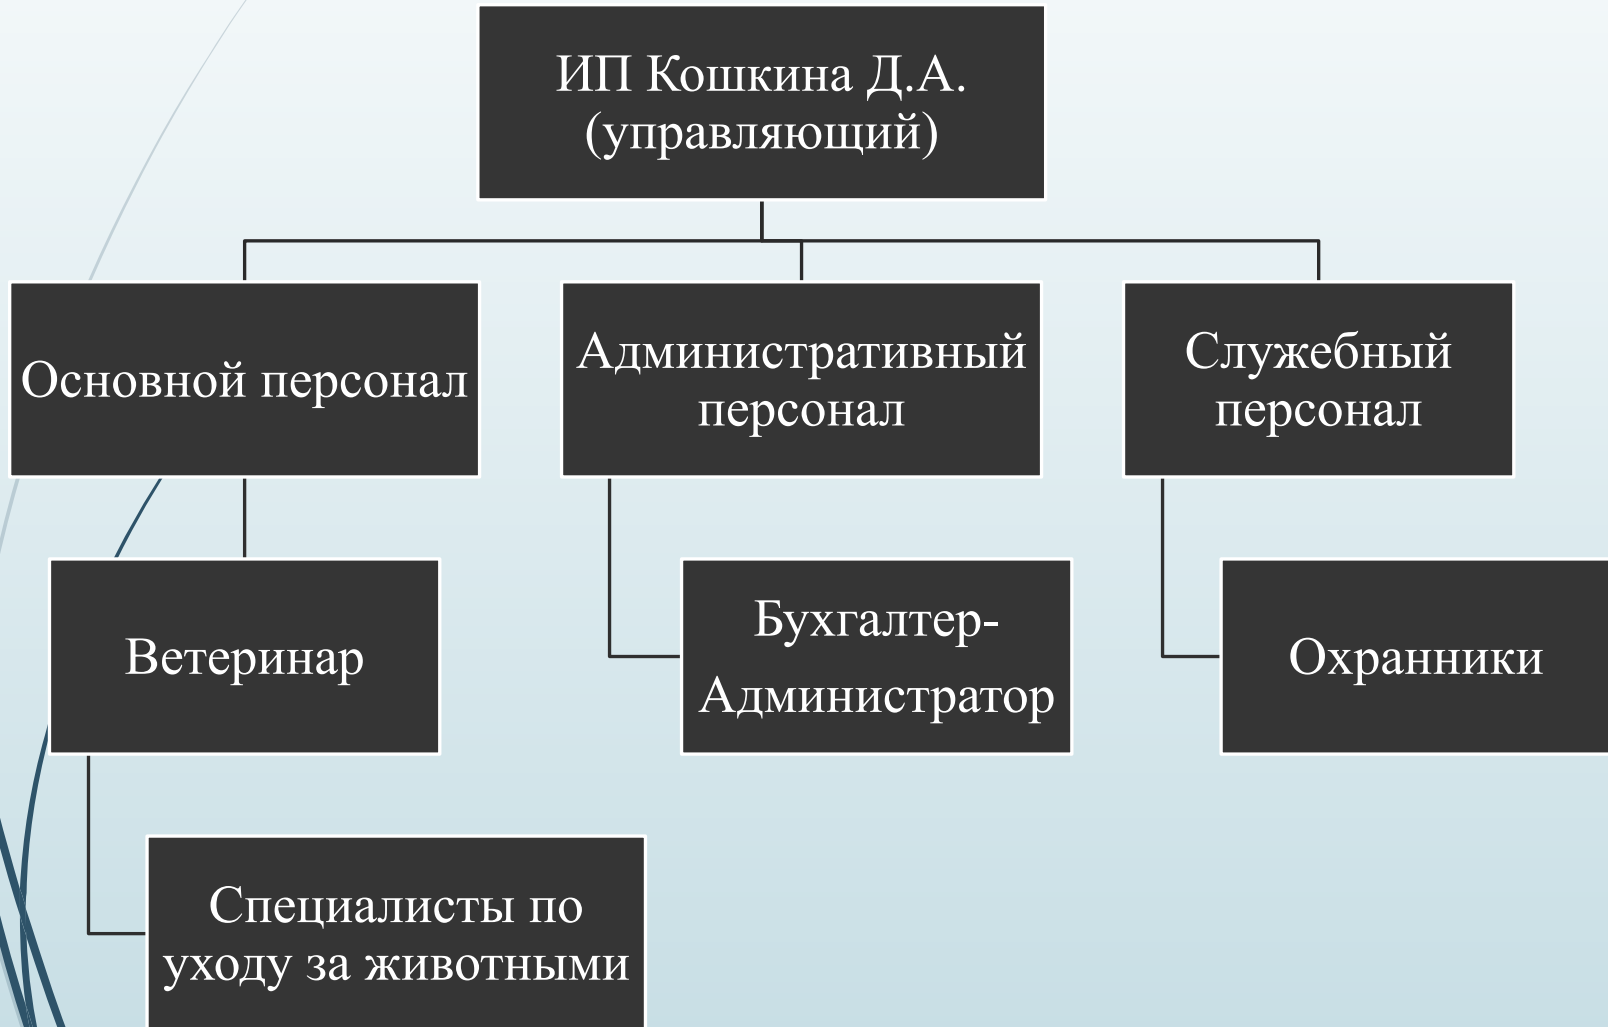 ИП Кошкина Д.А.
(управляющий)
Основной персонал
Административный
персонал
Служебный
персонал
Ветеринар
Бухгалтер-
Администратор
Охранники
Специалисты по
уходу за животными